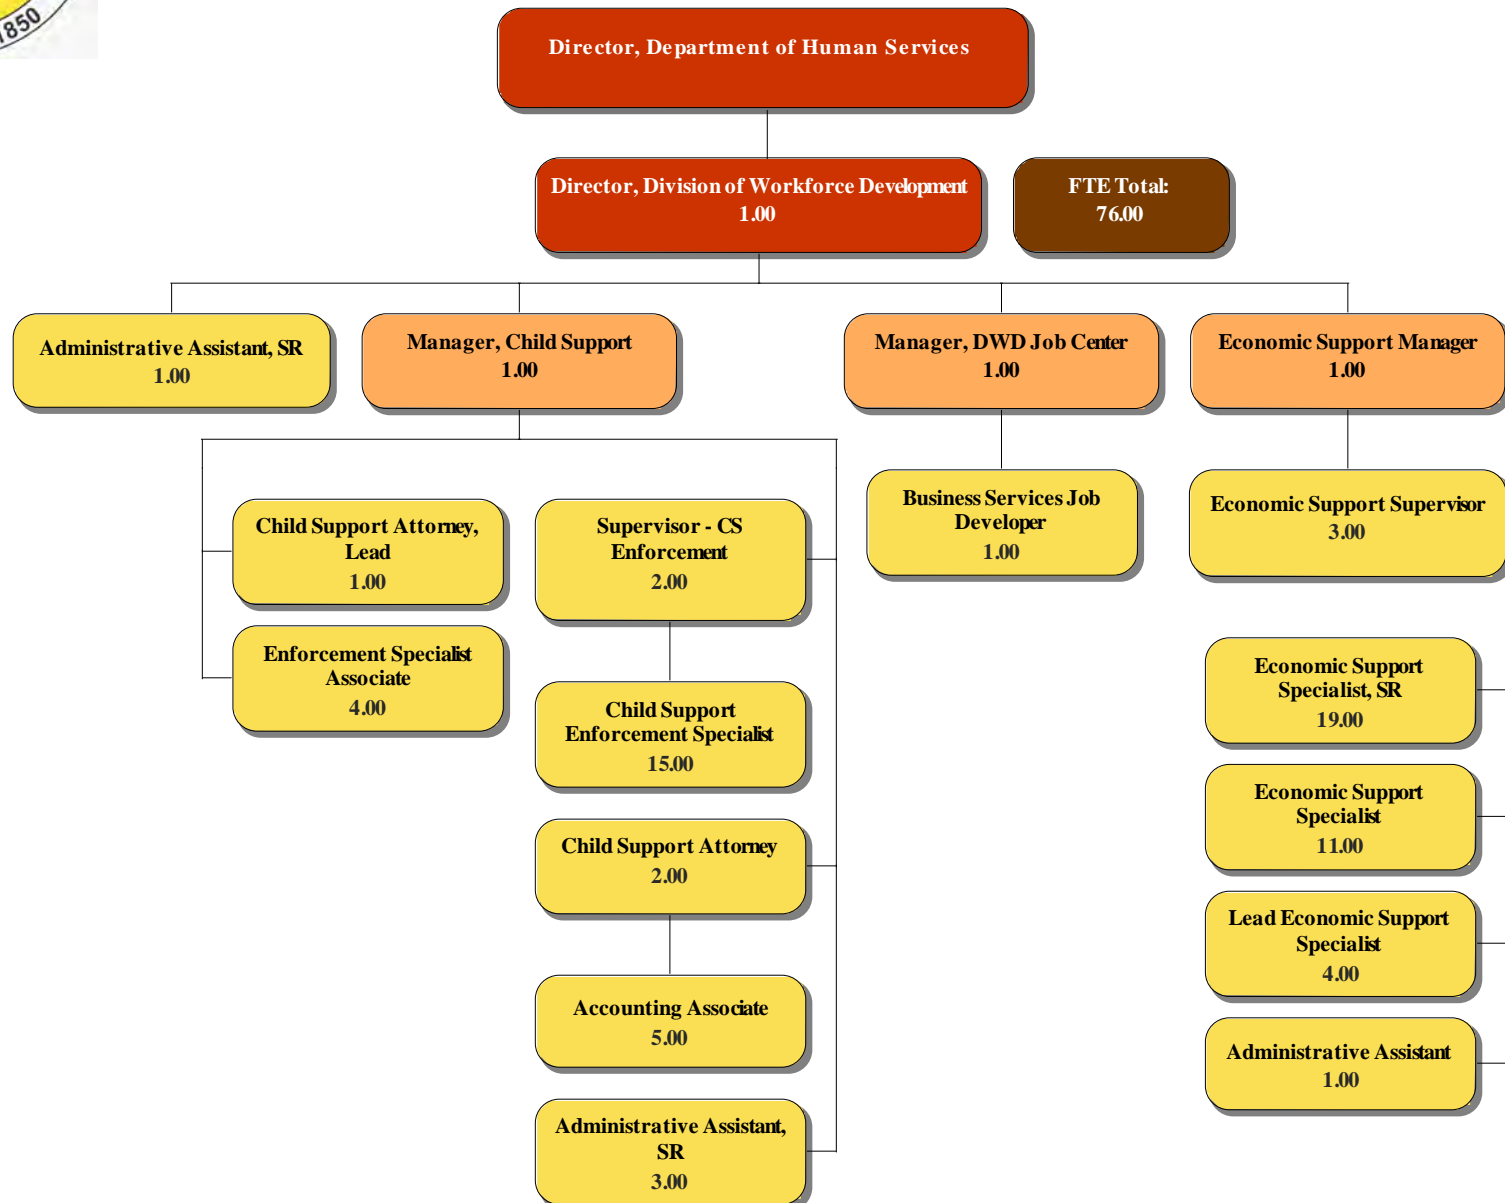 1850
Director, Department of Human Services
Director, Division of Workforce Development
1.00
FTE Total:
76.00
Administrative Assistant, SR
1.00
Manager, Child Support
1.00
Manager, DWD Job Center
1.00
Economic Support Manager
1.00
Child Support Attorney,
Lead
1.00
Enforcement Specialist
Associate
4.00
Supervisor - CS
Enforcement
2.00
Child Support
Enforcement Specialist
15.00
Child Support Attorney
2.00
Accounting Associate
5.00
Administrative Assistant,
SR
3.00
Business Services Job
Developer
1.00
Economic Support Supervisor
3.00
Economic Support
Specialist, SR
19.00
Economic Support
Specialist
11.00
Lead Economic Support
Specialist
4.00
Administrative Assistant
1.00